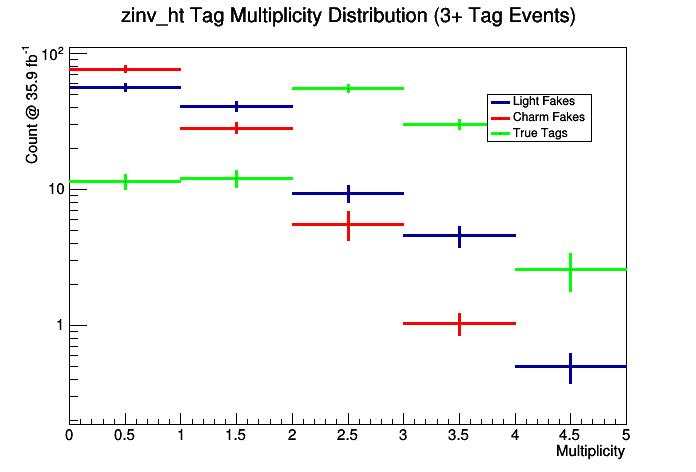 zinv_ht Tag Multiplicity Distribution (3+ Tag Events)
Count @ 35.9 fb⁻¹
10²
10
1
Light Fakes
Charm Fakes
True Tags
0 0.5 1 1.5 2 2.5 3 3.5 4 4.5 5
Multiplicity